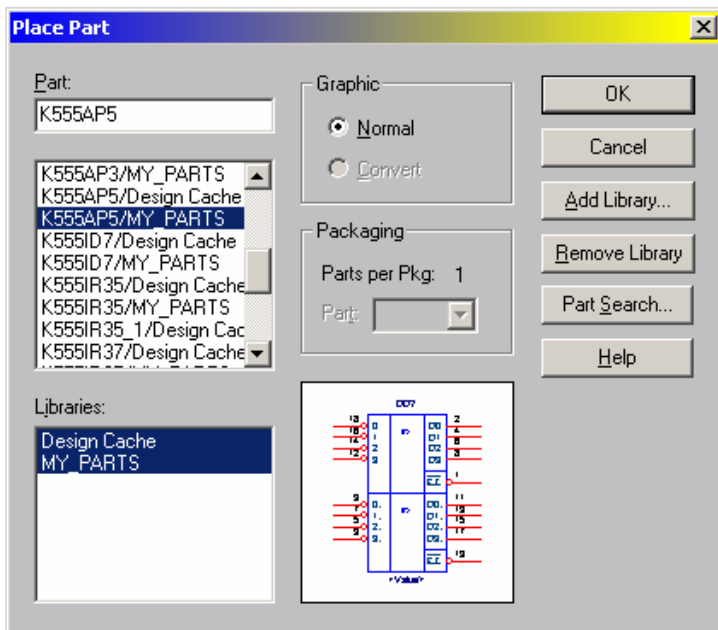 Place Part
Part:
K555AP5
K555AP3/MY_PARTS
K555AP5/Design Cache
K555AP5/MY_PARTS
K555ID7/Design Cache
K555ID7/MY_PARTS
K555IR35/Design Cache
K555IR35/MY_PARTS
K555IR35_1/Design Cac
K555IR37/Design Cache
Libraries:
Design Cache
MY_PARTS
Graphic
Normal
Convert
Packaging
Parts per Pkg: 1
Part:
OK
Cancel
Add Library...
Remove Library
Part Search...
Help
DD7
<Value>